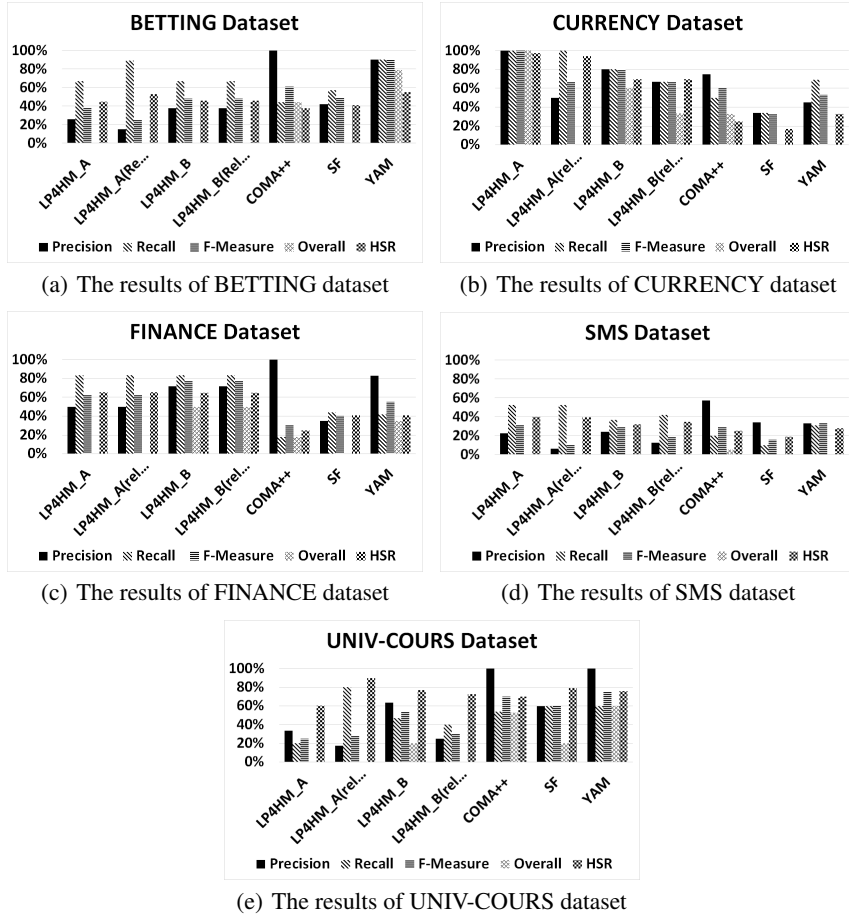 BETTING Dataset
100%
80%
60%
40%
20%
0%
LP4HM_A
LP4HM_A(Re...
LP4HM_B
LP4HM_B(Rel...
COMA++
SF
YAM
Precision Recall F-Measure Overall HSR
(a) The results of BETTING dataset
CURRENCY Dataset
100%
80%
60%
40%
20%
0%
LP4HM_A
LP4HM_A(rel...
LP4HM_B
LP4HM_B(rel...
COMA++
SF
YAM
Precision Recall F-Measure Overall HSR
(b) The results of CURRENCY dataset
FINANCE Dataset
100%
80%
60%
40%
20%
0%
LP4HM_A
LP4HM_A(rel...
LP4HM_B
LP4HM_B(rel...
COMA++
SF
YAM
Precision Recall F-Measure Overall HSR
(c) The results of FINANCE dataset
SMS Dataset
100%
80%
60%
40%
20%
0%
LP4HM_A
LP4HM_A(rel...
LP4HM_B
LP4HM_B(rel...
COMA++
SF
YAM
Precision Recall F-Measure Overall HSR
(d) The results of SMS dataset
UNIV-COURS Dataset
100%
80%
60%
40%
20%
0%
LP4HM_A
LP4HM_A(rel...
LP4HM_B
LP4HM_B(rel...
COMA++
SF
YAM
Precision Recall F-Measure Overall HSR
(e) The results of UNIV-COURS dataset